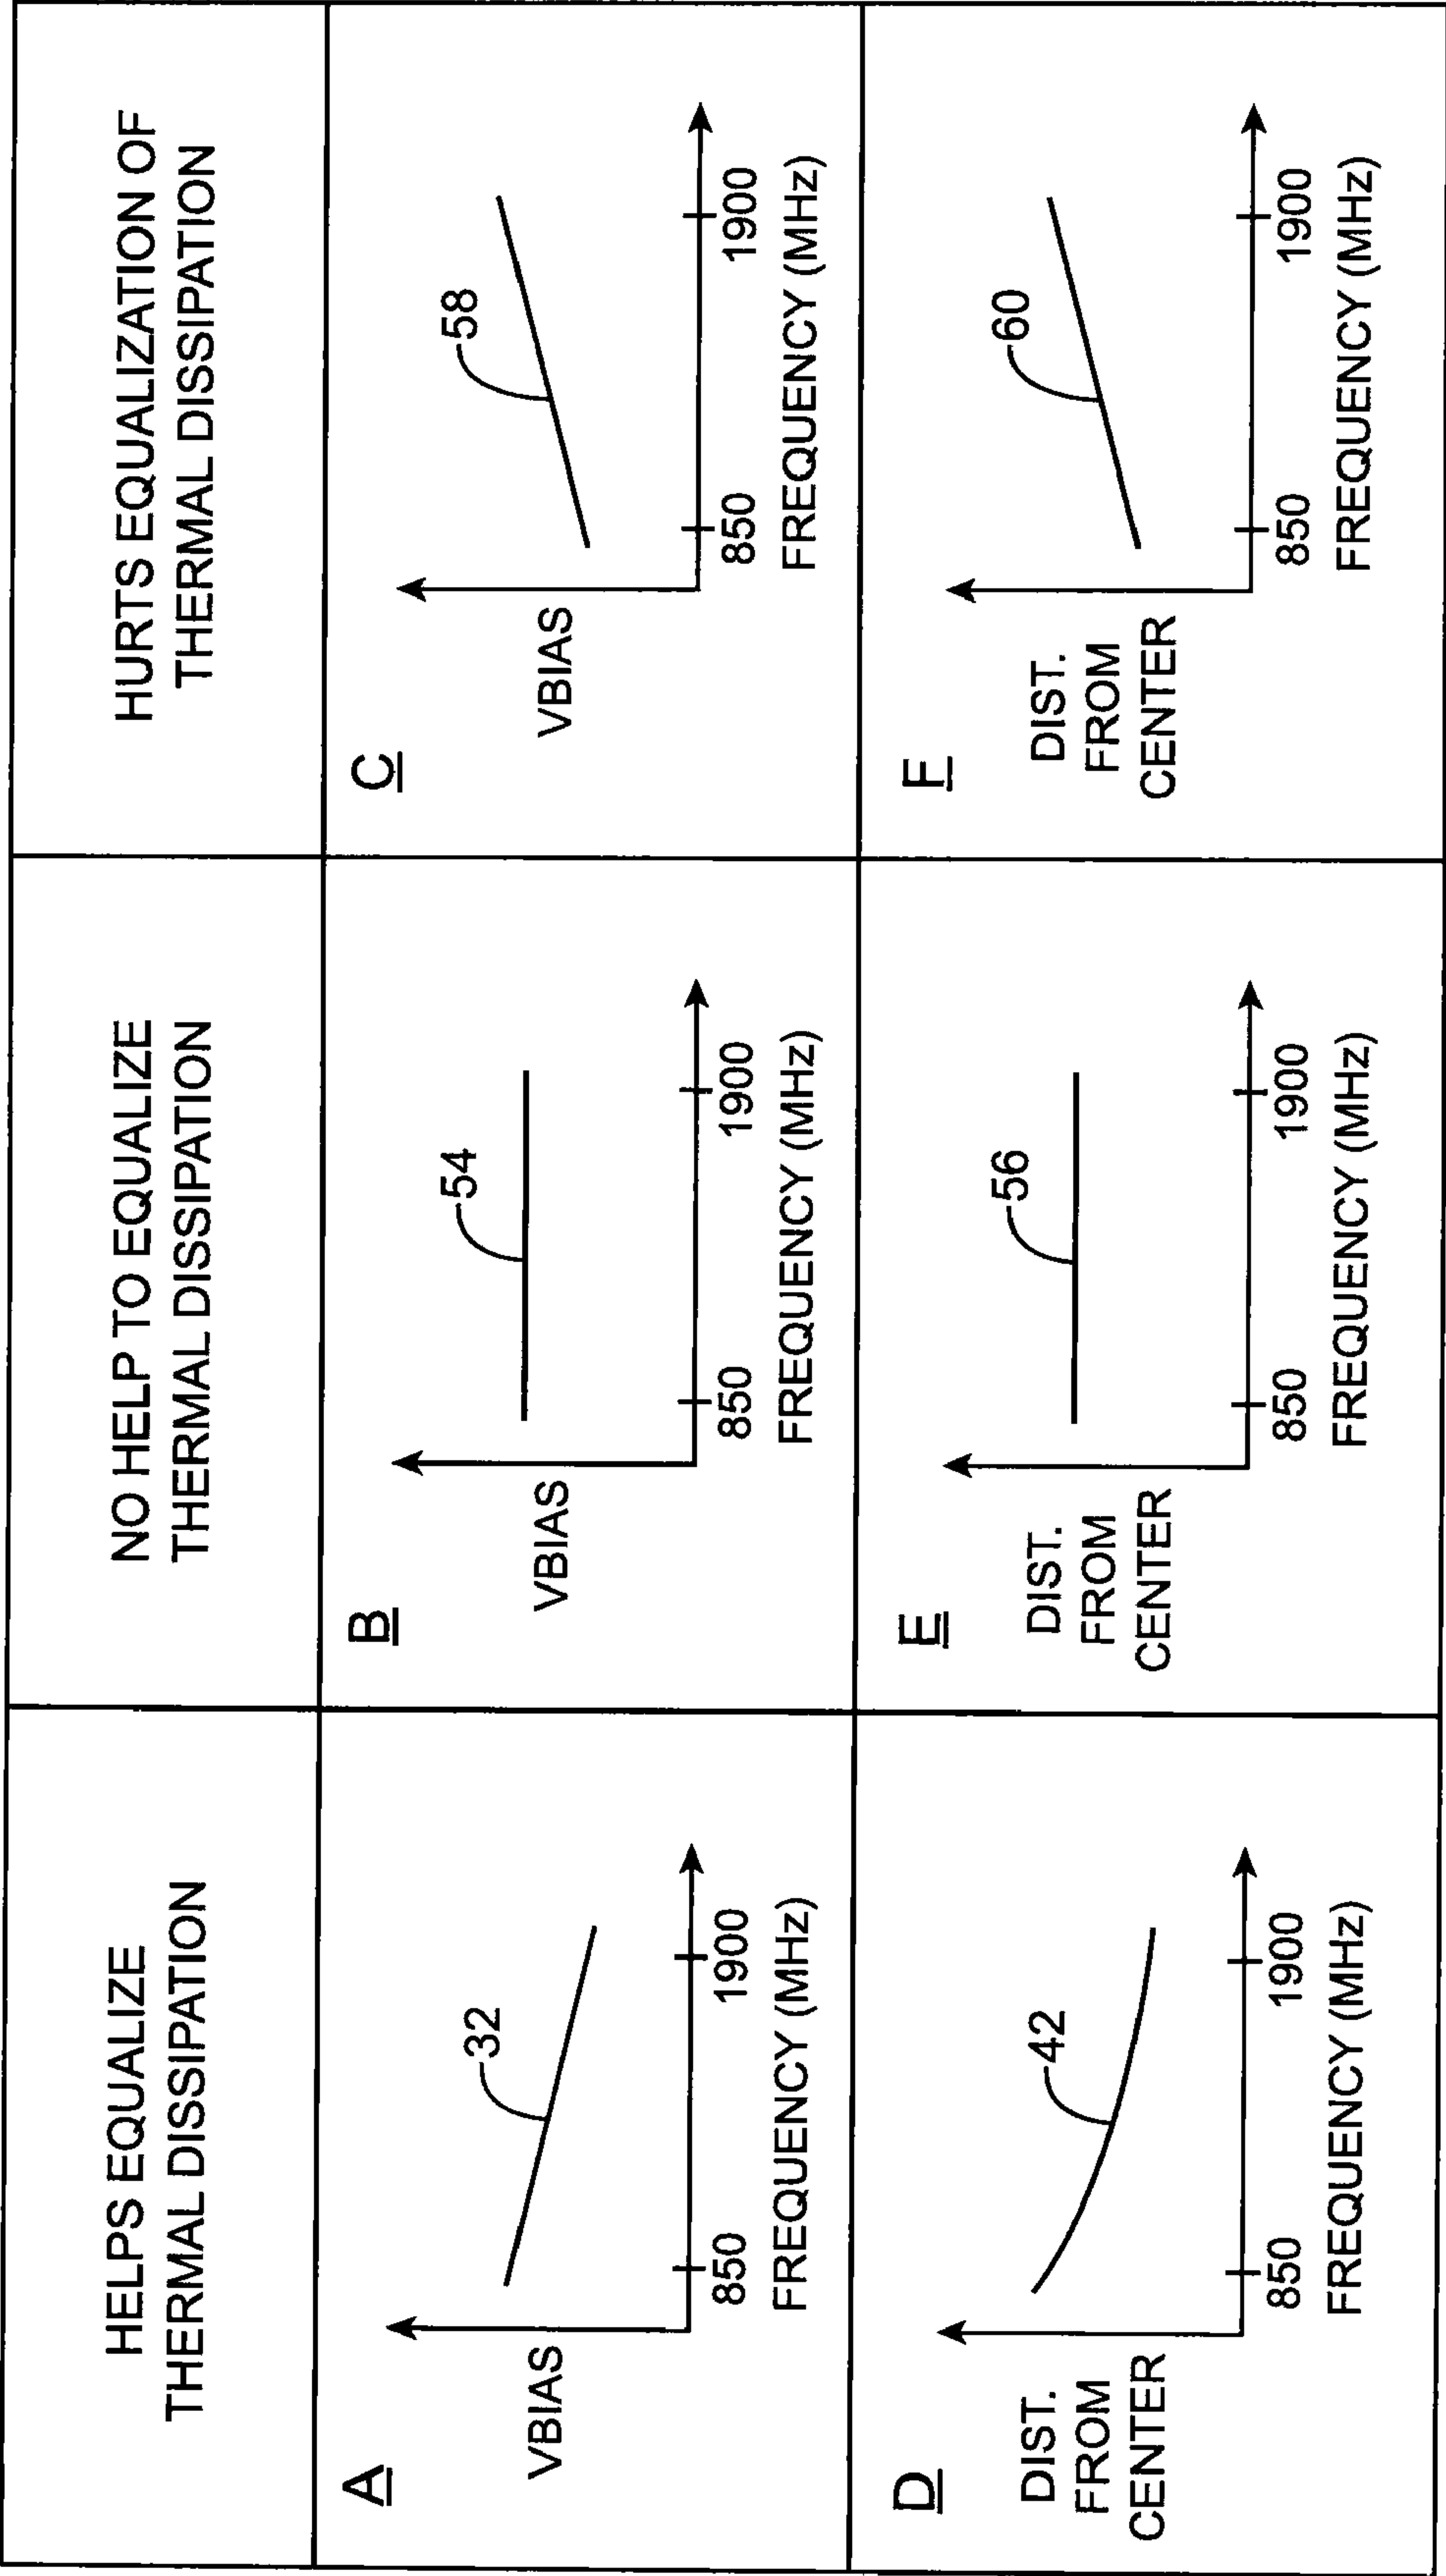 HELPS EQUALIZE
THERMAL DISSIPATION
NO HELP TO EQUALIZE
THERMAL DISSIPATION
HURTS EQUALIZATION OF
THERMAL DISSIPATION
A
VBIAS
32
850
1900
FREQUENCY (MHz)
B
VBIAS
54
850
1900
FREQUENCY (MHz)
C
VBIAS
58
850
1900
FREQUENCY (MHz)
D
DIST.
FROM
CENTER
42
850
1900
FREQUENCY (MHz)
E
DIST.
FROM
CENTER
56
850
1900
FREQUENCY (MHz)
F
DIST.
FROM
CENTER
60
850
1900
FREQUENCY (MHz)